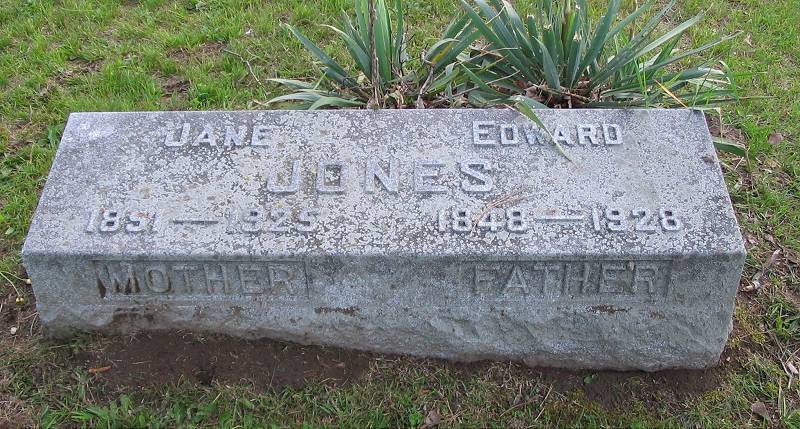 JANE EDWARD
JONES
1851—1925 1848—1928
MOTHER FATHER